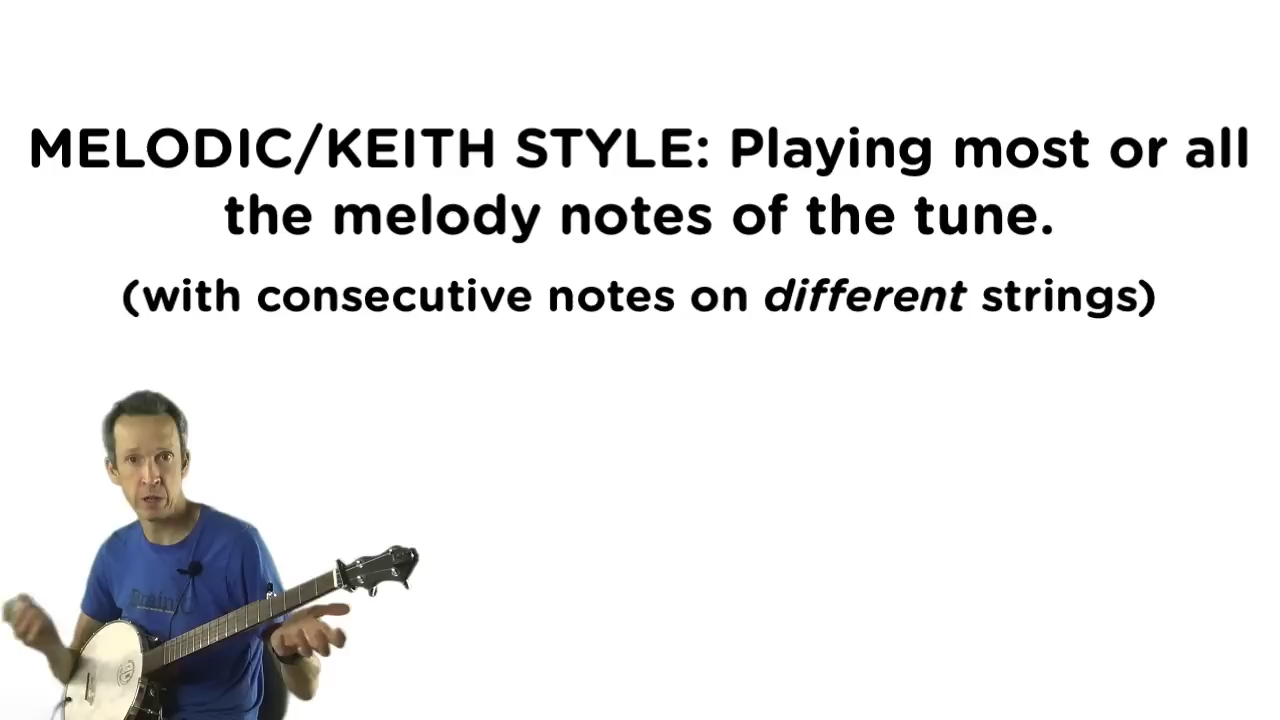 MELODIC/KEITH STYLE: Playing most or all
the melody notes of the tune.
(with consecutive notes on different strings)